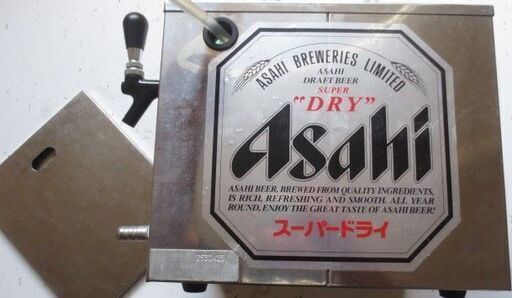 ASAHI BREWERIES LIMITED
ASAHI
DRAFT BEER
SUPER
"DRY"
Asahi
ASAHI BEER, BREWED FROM QUALITY INGREDIENTS,
IS RICH, REFRESHING AND SMOOTH. ALL YEAR
ROUND, ENJOY THE GREAT TASTE OF ASAHI BEER!
スーパードライ